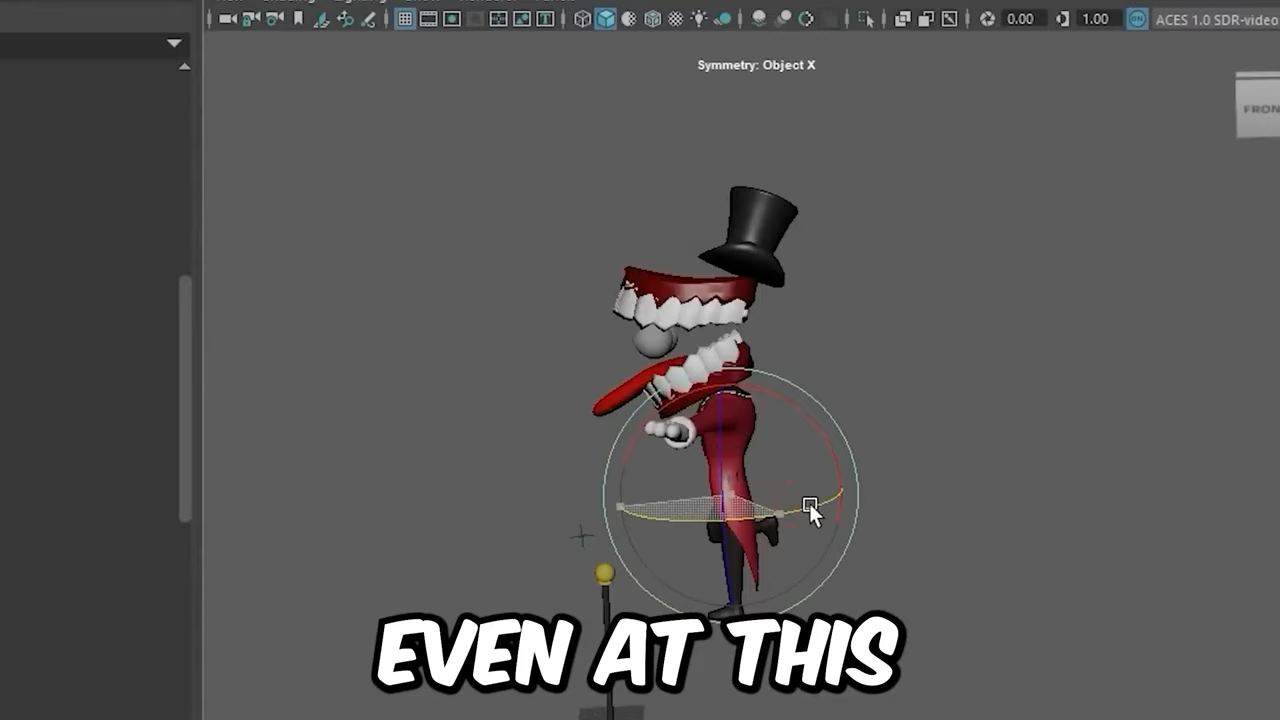 0.00 1.00 ACES 1.0 SDR-video
Symmetry: Object X
FRON
EVEN AT THIS